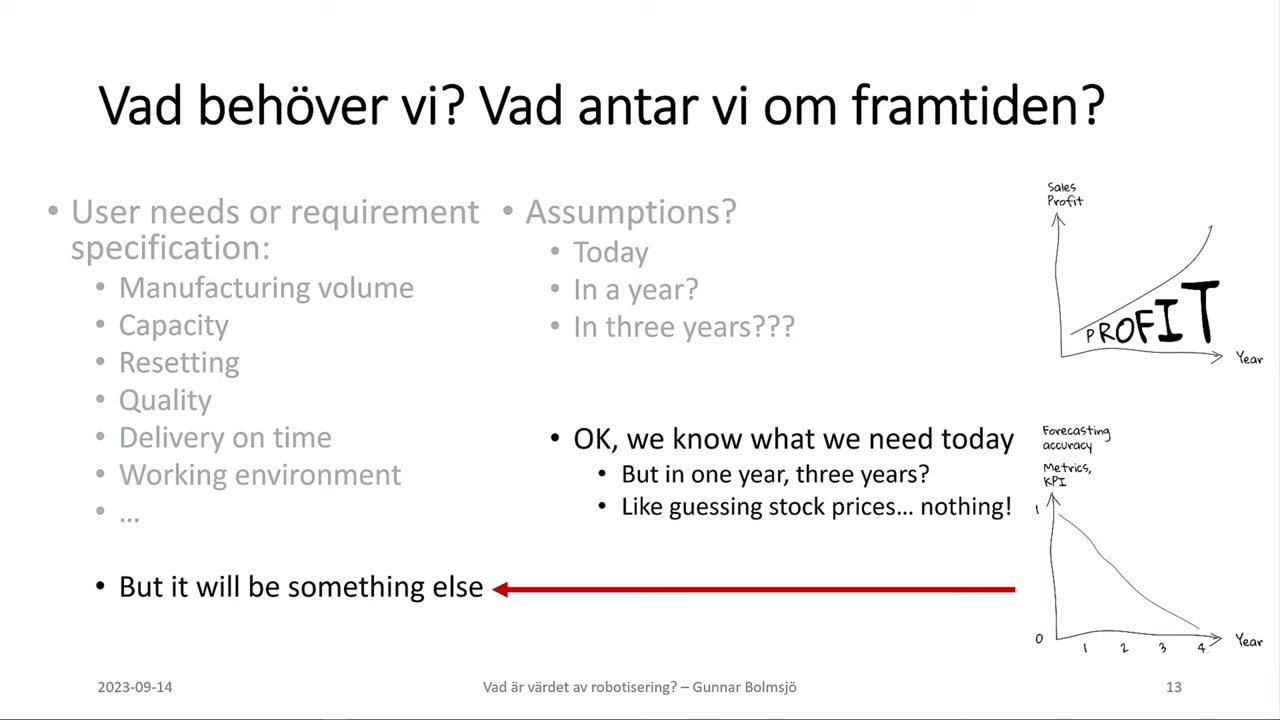 Vad behöver vi? Vad antar vi om framtiden?
• User needs or requirement
specification:
• Manufacturing volume
• Capacity
• Resetting
• Quality
• Delivery on time
• Working environment
• …
• But it will be something else
• Assumptions?
• Today
• In a year?
• In three years???
• OK, we know what we need today
• But in one year, three years?
• Like guessing stock prices… nothing!
Sales
Profit
PROFIT
Year
Forecasting
accuracy
Metrics,
KPI
1
0
1 2 3 4
Year
2023-09-14
Vad är värdet av robotisering? – Gunnar Bolmsjö
13